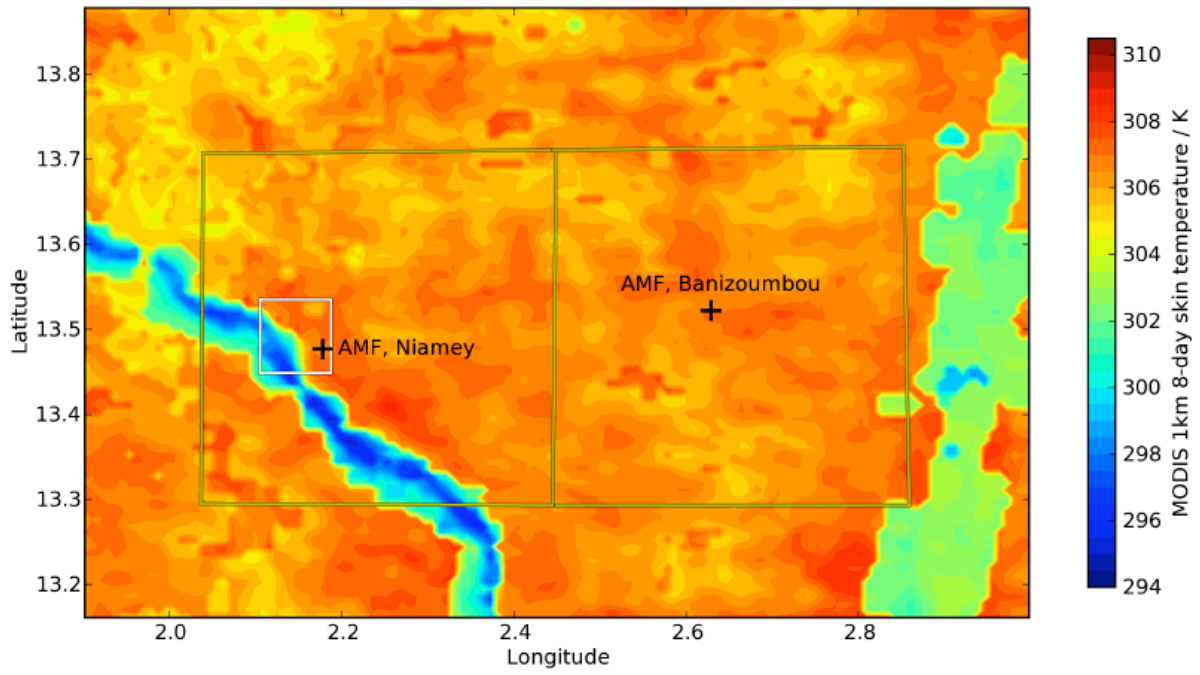 13.8
13.7
13.6
13.5
13.4
13.3
13.2
Latitude
AMF, Banizoumbou
AMF, Niamey
2.0 2.2 2.4 2.6 2.8
Longitude
310
308
306
304
302
300
298
296
294
MODIS 1km 8-day skin temperature / K